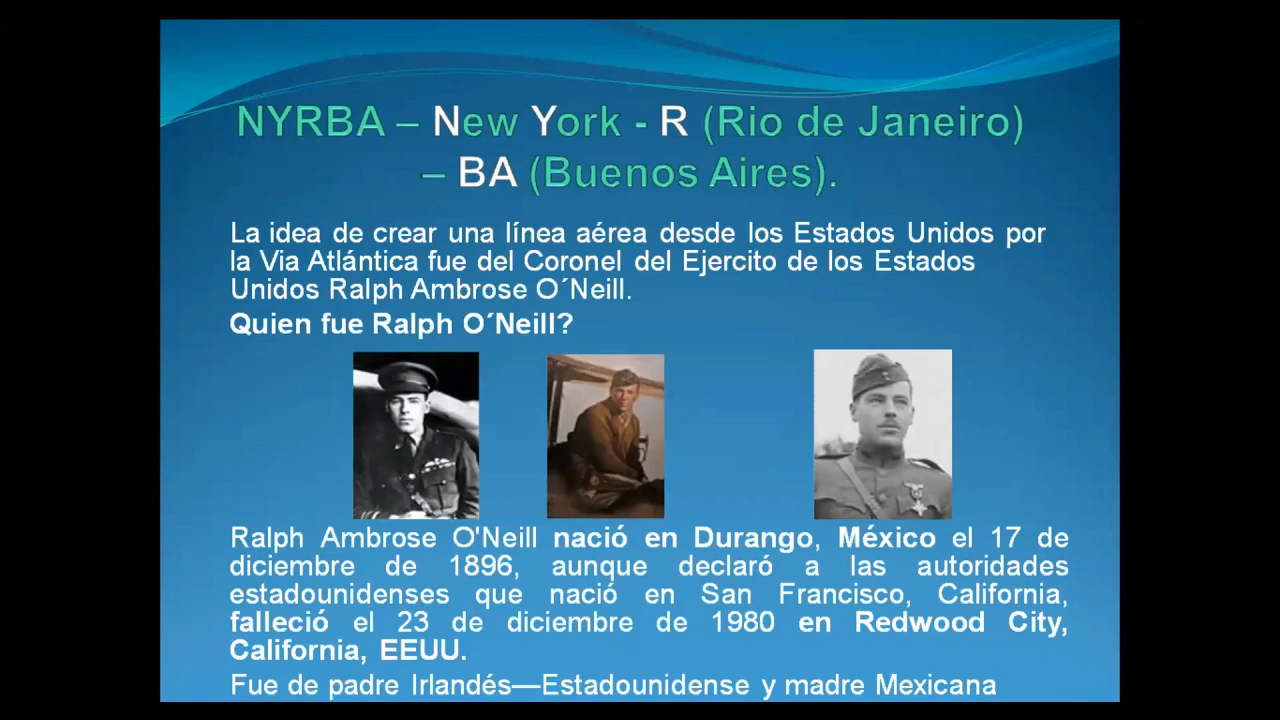 NYRBA – New York - R (Rio de Janeiro)
– BA (Buenos Aires).
La idea de crear una línea aérea desde los Estados Unidos por
la Via Atlántica fue del Coronel del Ejercito de los Estados
Unidos Ralph Ambrose O´Neill.
Quien fue Ralph O´Neill?
Ralph Ambrose O'Neill nació en Durango, México el 17 de
diciembre de 1896, aunque declaró a las autoridades
estadounidenses que nació en San Francisco, California,
falleció el 23 de diciembre de 1980 en Redwood City,
California, EEUU.
Fue de padre Irlandés—Estadounidense y madre Mexicana